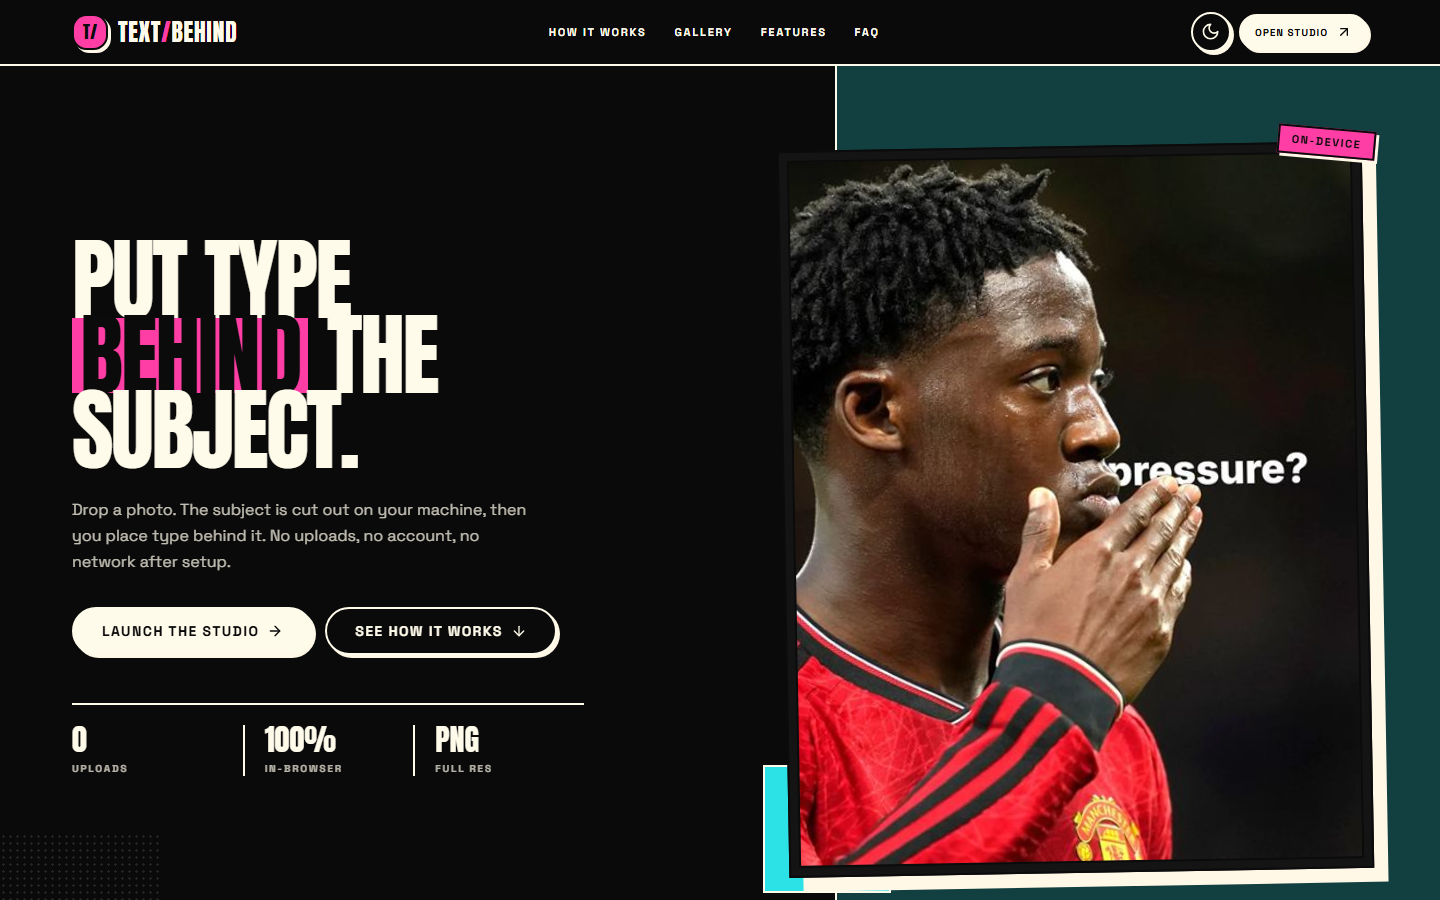 T/ TEXT/BEHIND
HOW IT WORKS
GALLERY
FEATURES
FAQ
OPEN STUDIO
ON-DEVICE
PUT TYPE
BEHIND THE
SUBJECT.
Drop a photo. The subject is cut out on your machine, then
you place type behind it. No uploads, no account, no
network after setup.
LAUNCH THE STUDIO
SEE HOW IT WORKS
0
UPLOADS
100%
IN-BROWSER
PNG
FULL RES
pressure?
MANCHESTER